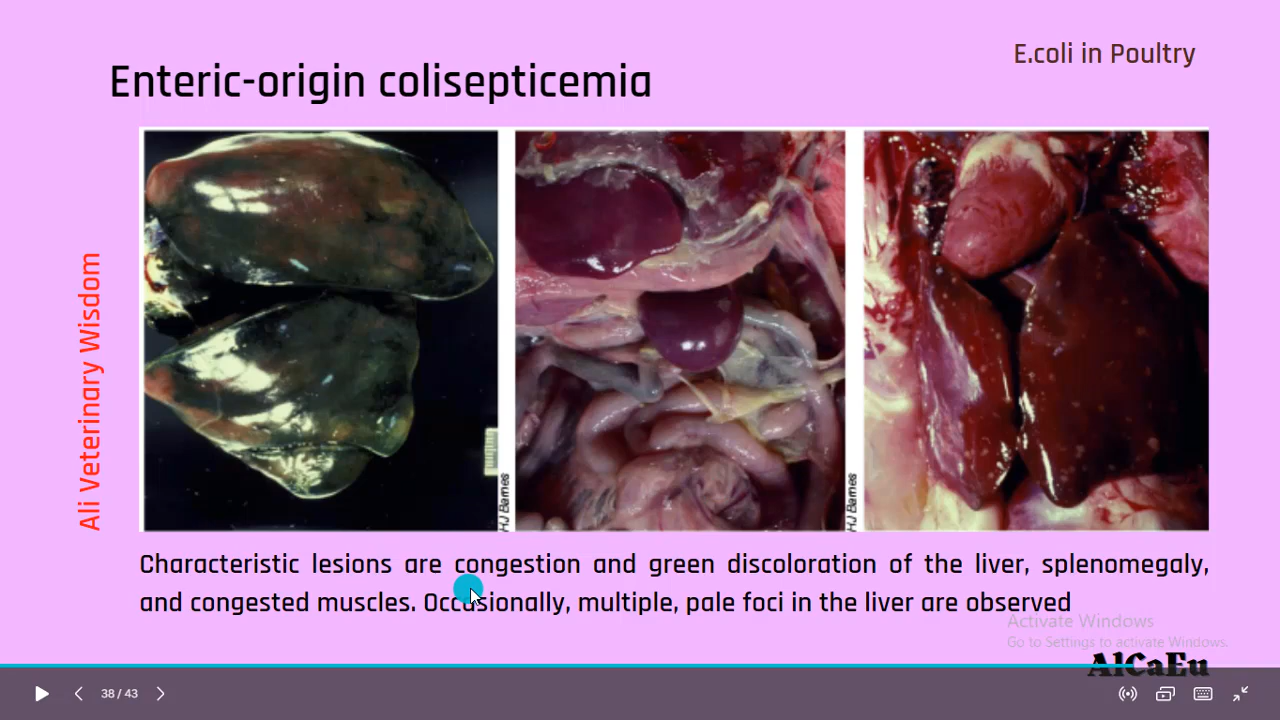 E.coli in Poultry
Enteric-origin colisepticemia
Ali Veterinary Wisdom
HJ Barnes
HJ Barnes
Characteristic lesions are congestion and green discoloration of the liver, splenomegaly,
and congested muscles. Occasionally, multiple, pale foci in the liver are observed
Activate Windows
Go to Settings to activate Windows.
AlCaEu
38 / 43